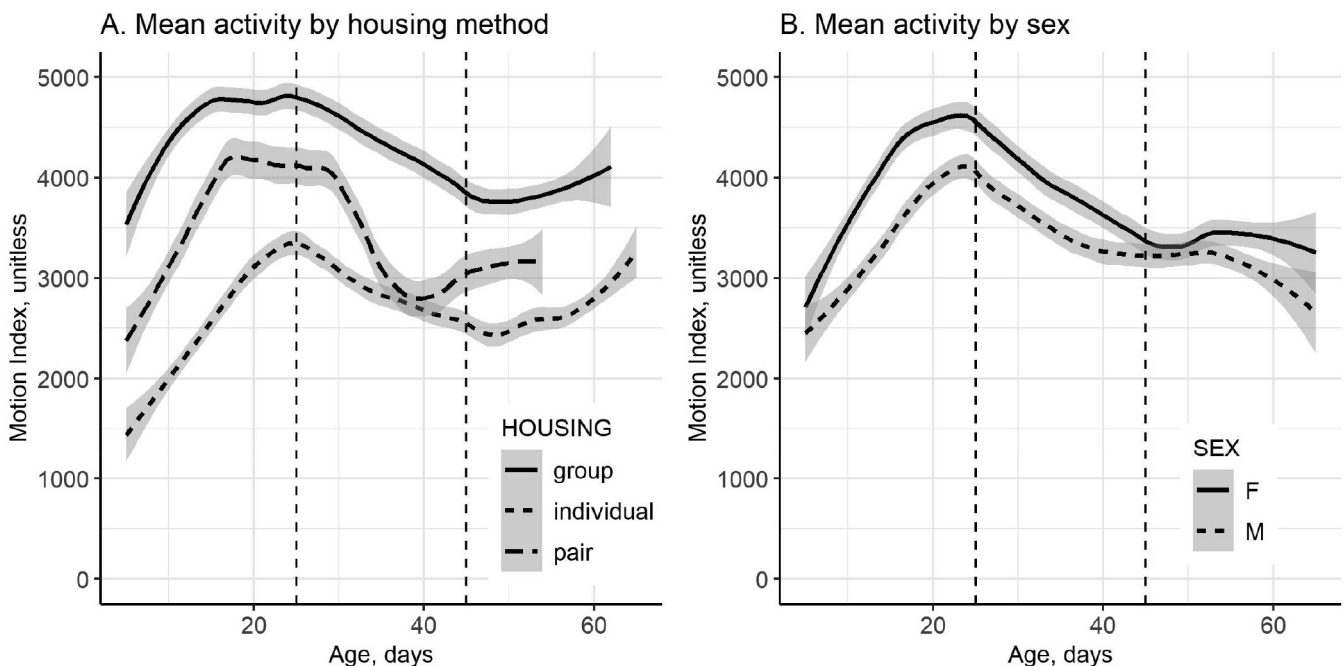 A. Mean activity by housing method
5000
4000
3000
2000
1000
0
Motion Index, unitless
20
40
60
Age, days
HOUSING
group
individual
pair
B. Mean activity by sex
5000
4000
3000
2000
1000
0
Motion Index, unitless
20
40
60
Age, days
SEX
F
M